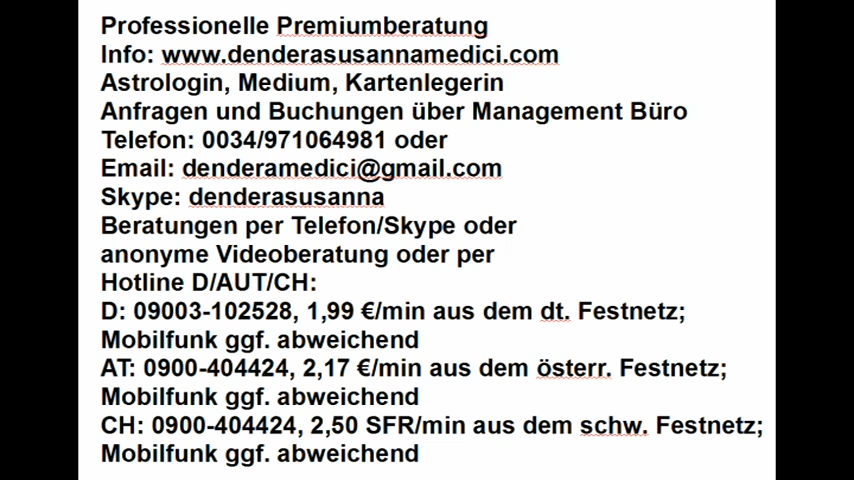 Professionelle Premiumberatung
Info: www.denderasusannamedici.com
Astrologin, Medium, Kartenlegerin
Anfragen und Buchungen über Management Büro
Telefon: 0034/971064981 oder
Email: denderamedici@gmail.com
Skype: denderasusanna
Beratungen per Telefon/Skype oder
anonyme Videoberatung oder per
Hotline D/AUT/CH:
D: 09003-102528, 1,99 €/min aus dem dt. Festnetz;
Mobilfunk ggf. abweichend
AT: 0900-404424, 2,17 €/min aus dem österr. Festnetz;
Mobilfunk ggf. abweichend
CH: 0900-404424, 2,50 SFR/min aus dem schw. Festnetz;
Mobilfunk ggf. abweichend